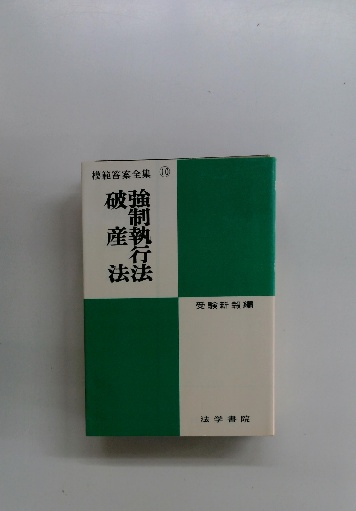 模範答案全集 ⑩
強制執行法
破産法
受験新報編
法学書院